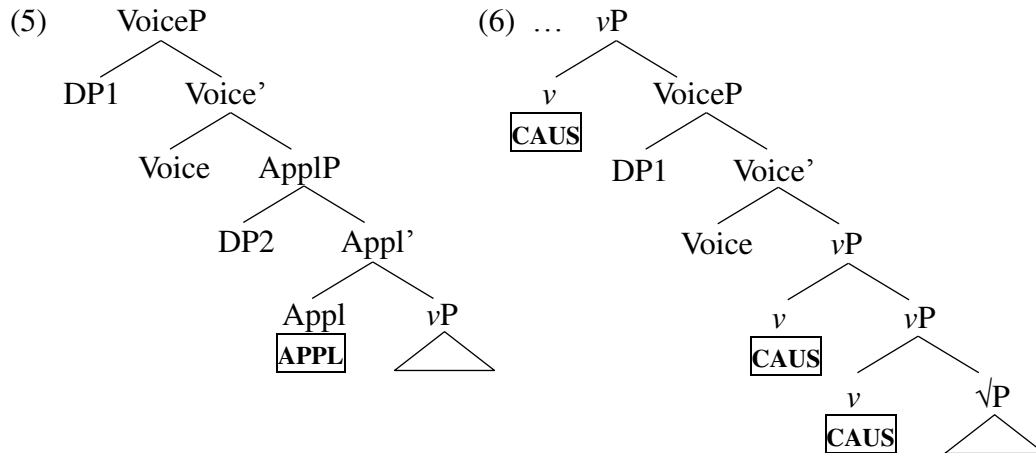 (5) VoiceP (6) … vP
DP1 Voice’ v VoiceP
CAUS
Voice ApplP DP1 Voice’
DP2 Appl’ Voice vP
Appl vP v vP
APPL CAUS
v √P
CAUS